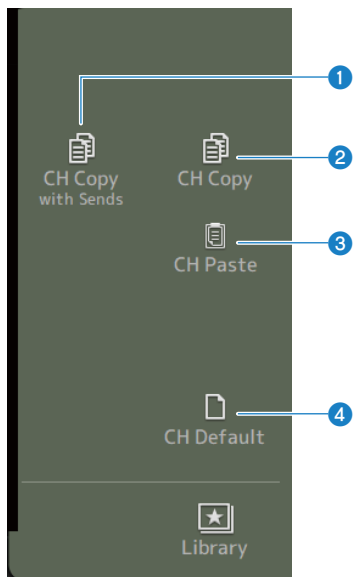 1
CH Copy
with Sends
2
CH Copy
3
CH Paste
4
CH Default
Library